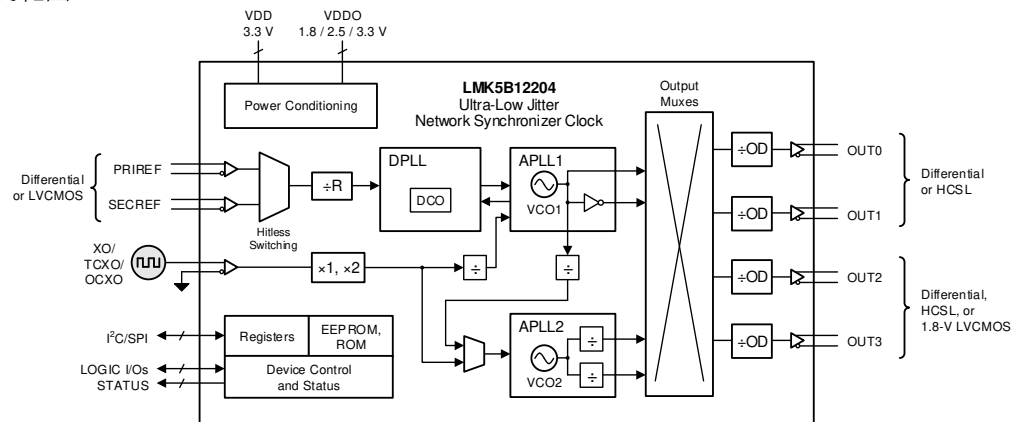 VDD
3.3 V
VDDO
1.8 / 2.5 / 3.3 V
LMK5B12204
Ultra-Low Jitter
Network Synchronizer Clock
Power Conditioning
Output
Muxes
Differential
or LVCMOS
PRIREF
SECREF
Hitless
Switching
÷R
DPLL
DCO
APLL1
VCO1
÷OD
OUT0
÷OD
OUT1
Differential
or HCSL
XO/
TCXO/
OCXO
×1, ×2
÷
÷
÷OD
OUT2
÷OD
OUT3
Differential,
HCSL, or
1.8-V LVCMOS
APLL2
VCO2
÷
÷
I²C/SPI
LOGIC I/Os
STATUS
Registers
EEPROM,
ROM
Device Control
and Status